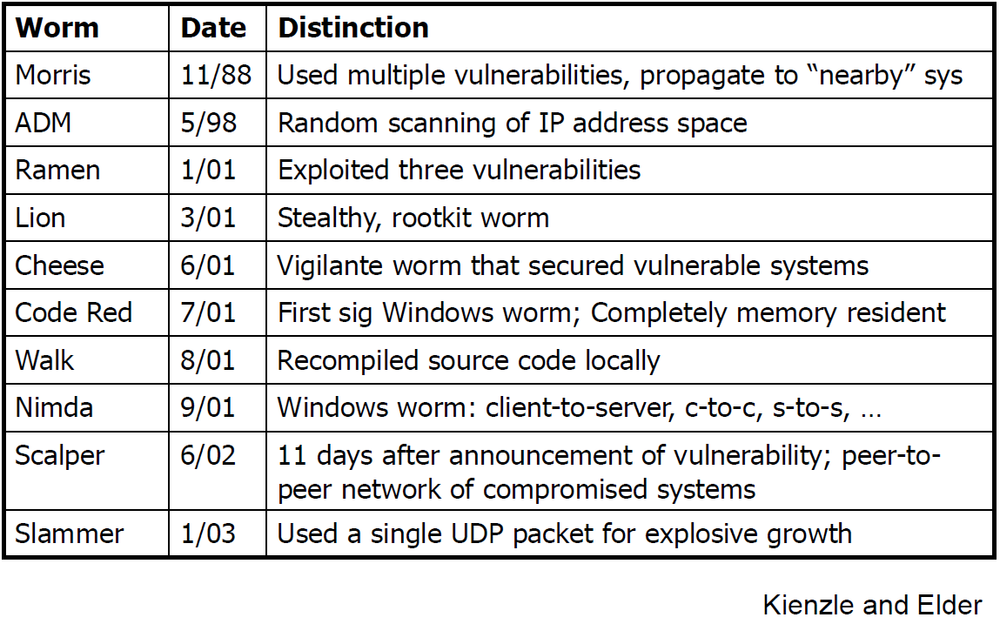 Worm Date Distinction
Morris 11/88 Used multiple vulnerabilities, propagate to “nearby” sys
ADM 5/98 Random scanning of IP address space
Ramen 1/01 Exploited three vulnerabilities
Lion 3/01 Stealthy, rootkit worm
Cheese 6/01 Vigilante worm that secured vulnerable systems
Code Red 7/01 First sig Windows worm; Completely memory resident
Walk 8/01 Recompiled source code locally
Nimda 9/01 Windows worm: client-to-server, c-to-c, s-to-s, …
Scalper 6/02 11 days after announcement of vulnerability; peer-to-
peer network of compromised systems
Slammer 1/03 Used a single UDP packet for explosive growth
Kienzle and Elder